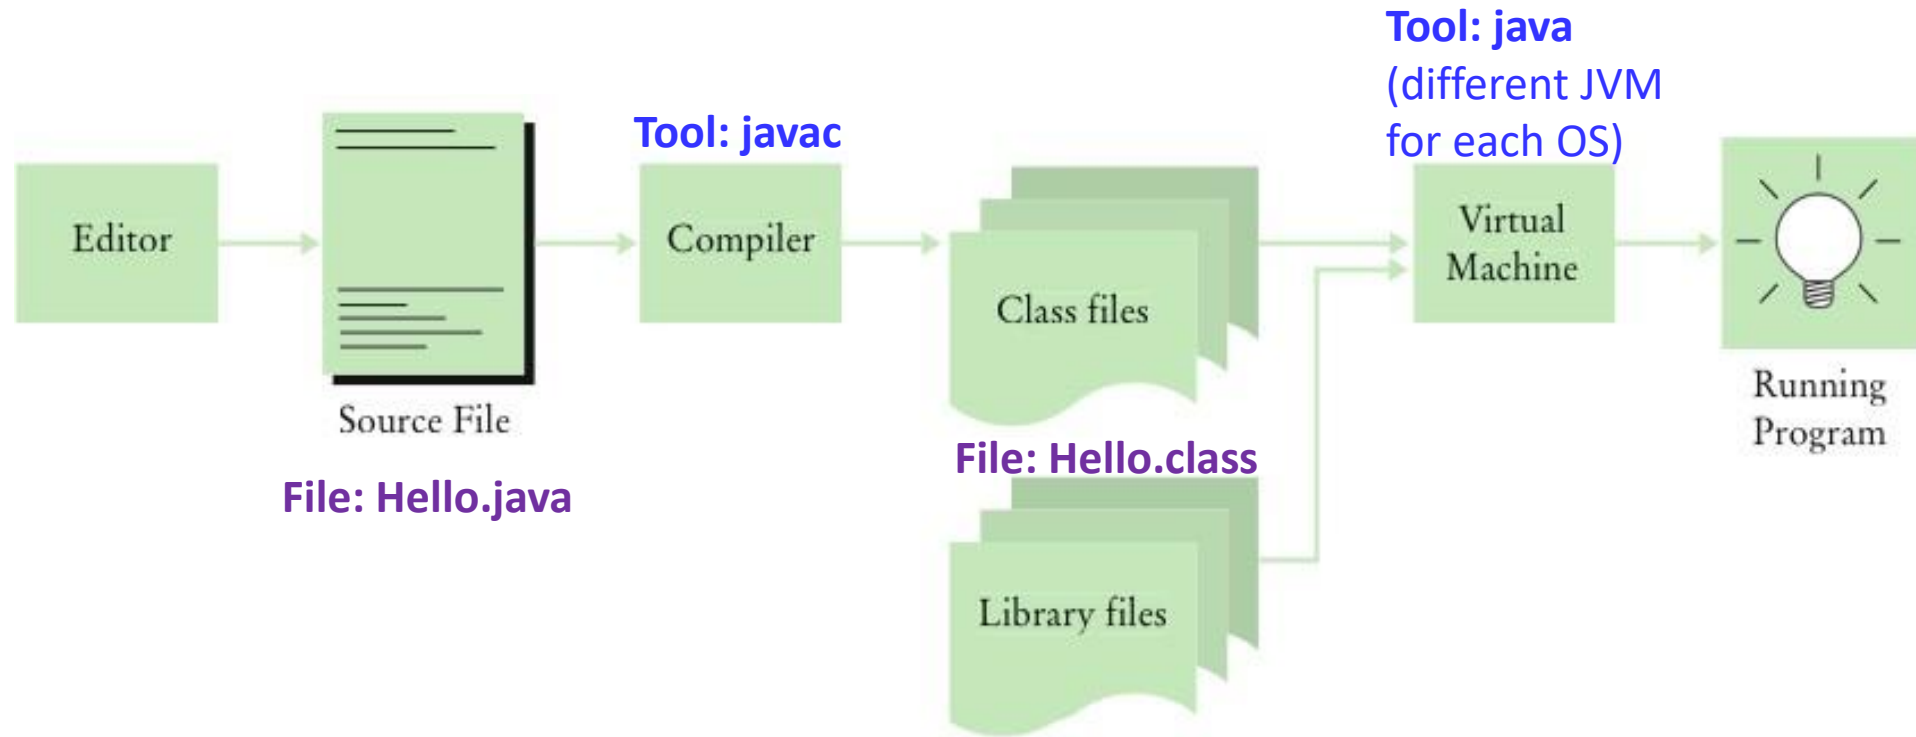 Editor
Source File
File: Hello.java
Tool: javac
Compiler
Class files
File: Hello.class
Library files
Tool: java
(different JVM
for each OS)
Virtual
Machine
Running
Program